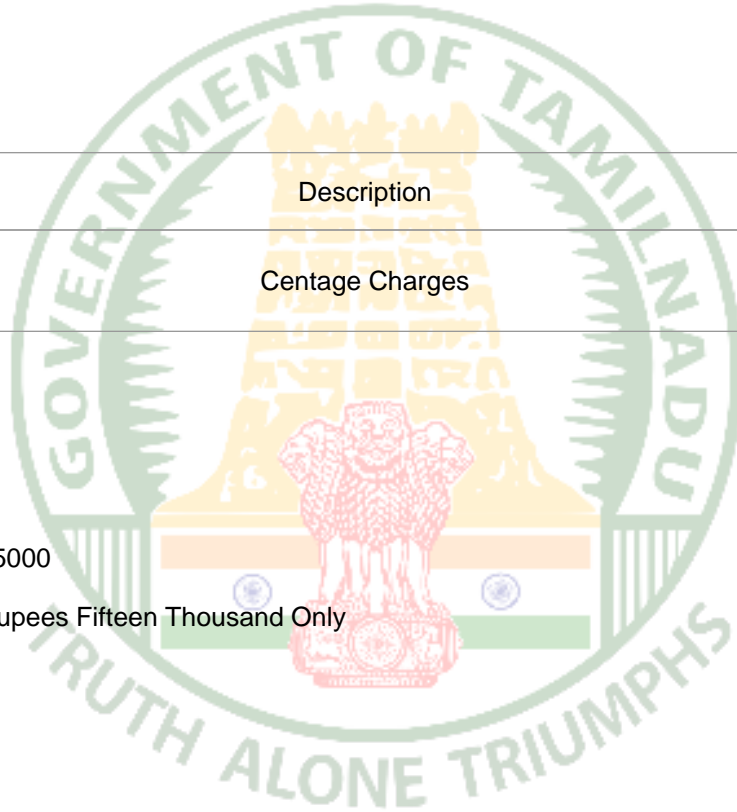 GOVERNMENT OF TAMILNADU
Description
Centage Charges
5000
upees Fifteen Thousand Only
TRUTH ALONE TRIUMPHS